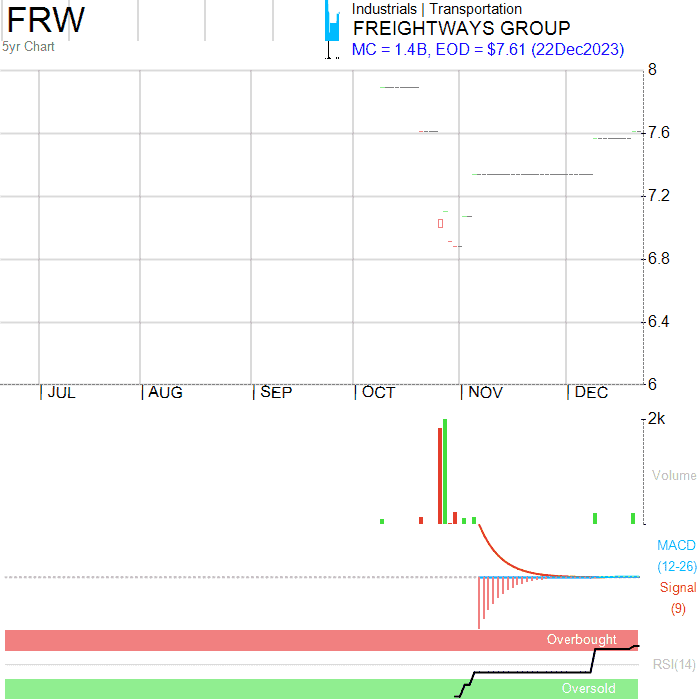 FRW
5yr Chart
Industrials | Transportation
FREIGHTWAYS GROUP
MC = 1.4B, EOD = $7.61 (22Dec2023)
8
7.6
7.2
6.8
6.4
6
| JUL | AUG | SEP | OCT | NOV | DEC
2k
Volume
MACD
(12-26)
Signal
(9)
Overbought
RSI(14)
Oversold